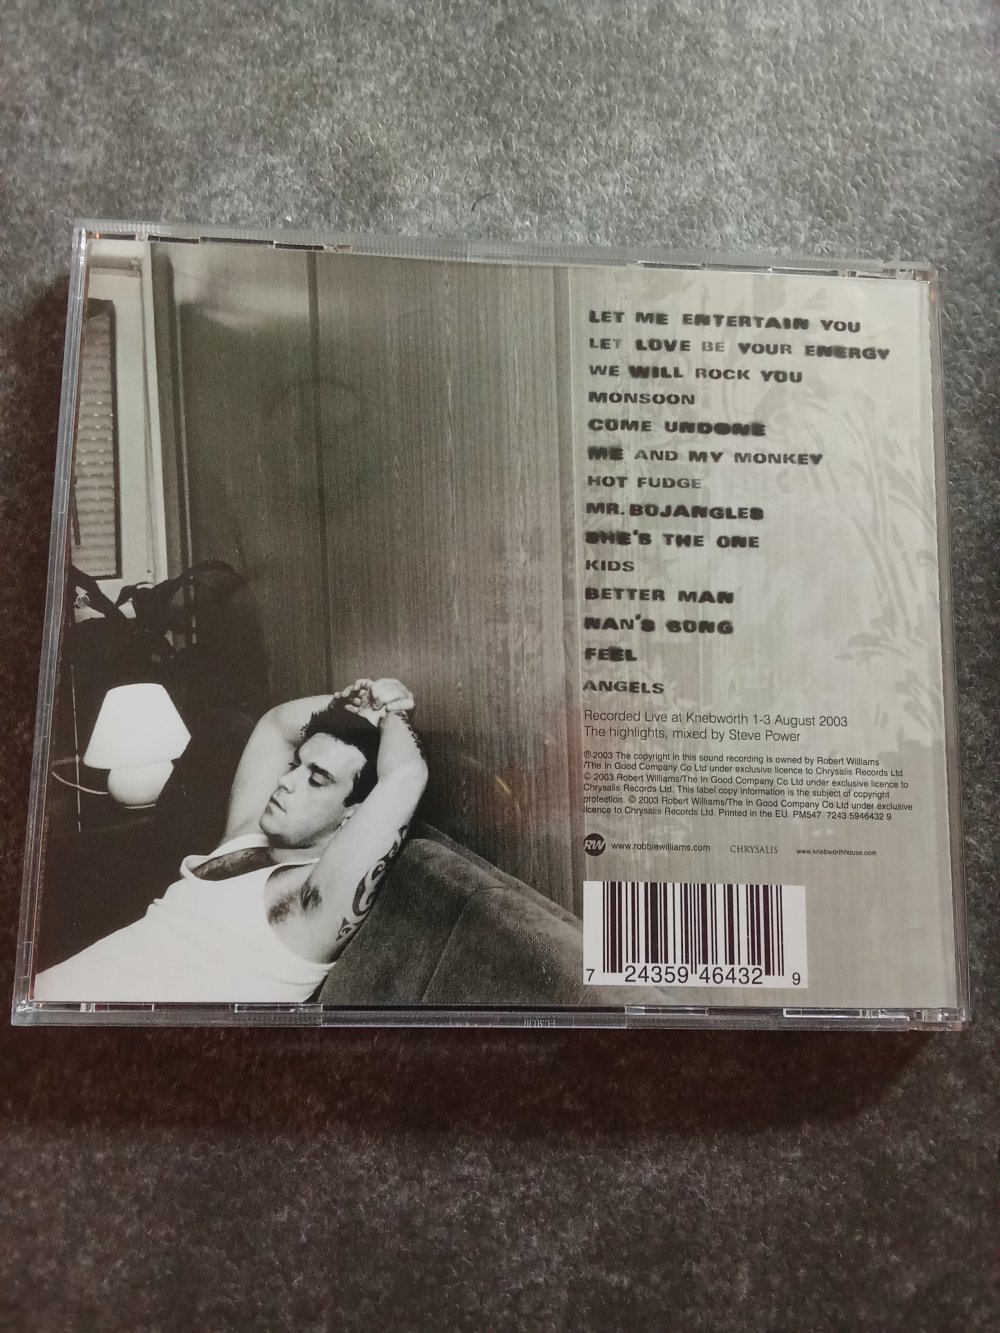 LET ME ENTERTAIN YOU
LET LOVE BE YOUR ENERGY
WE WILL ROCK YOU
MONSOON
COME UNDONE
ME AND MY MONKEY
HOT FUDGE
MR. BOJANGLES
SHE'S THE ONE
KIDS
BETTER MAN
NAN'S SONG
FEEL
ANGELS
Recorded Live at Knebworth 1-3 August 2003
The highlights, mixed by Steve Power
℗ 2003 The copyright in this sound recording is owned by Robert Williams
/The In Good Company Co Ltd under exclusive licence to Chrysalis Records Ltd.
© 2003 Robert Williams/The In Good Company Co Ltd under exclusive licence to
Chrysalis Records Ltd. This label copy information is the subject of copyright
protection. © 2003 Robert Williams/The In Good Company Co Ltd under exclusive
licence to Chrysalis Records Ltd. Printed in the EU. PM547. 7243 5946432 9
RW www.robbiewilliams.com CHRYSALIS www.knebworthhouse.com
7 24359 46432 9